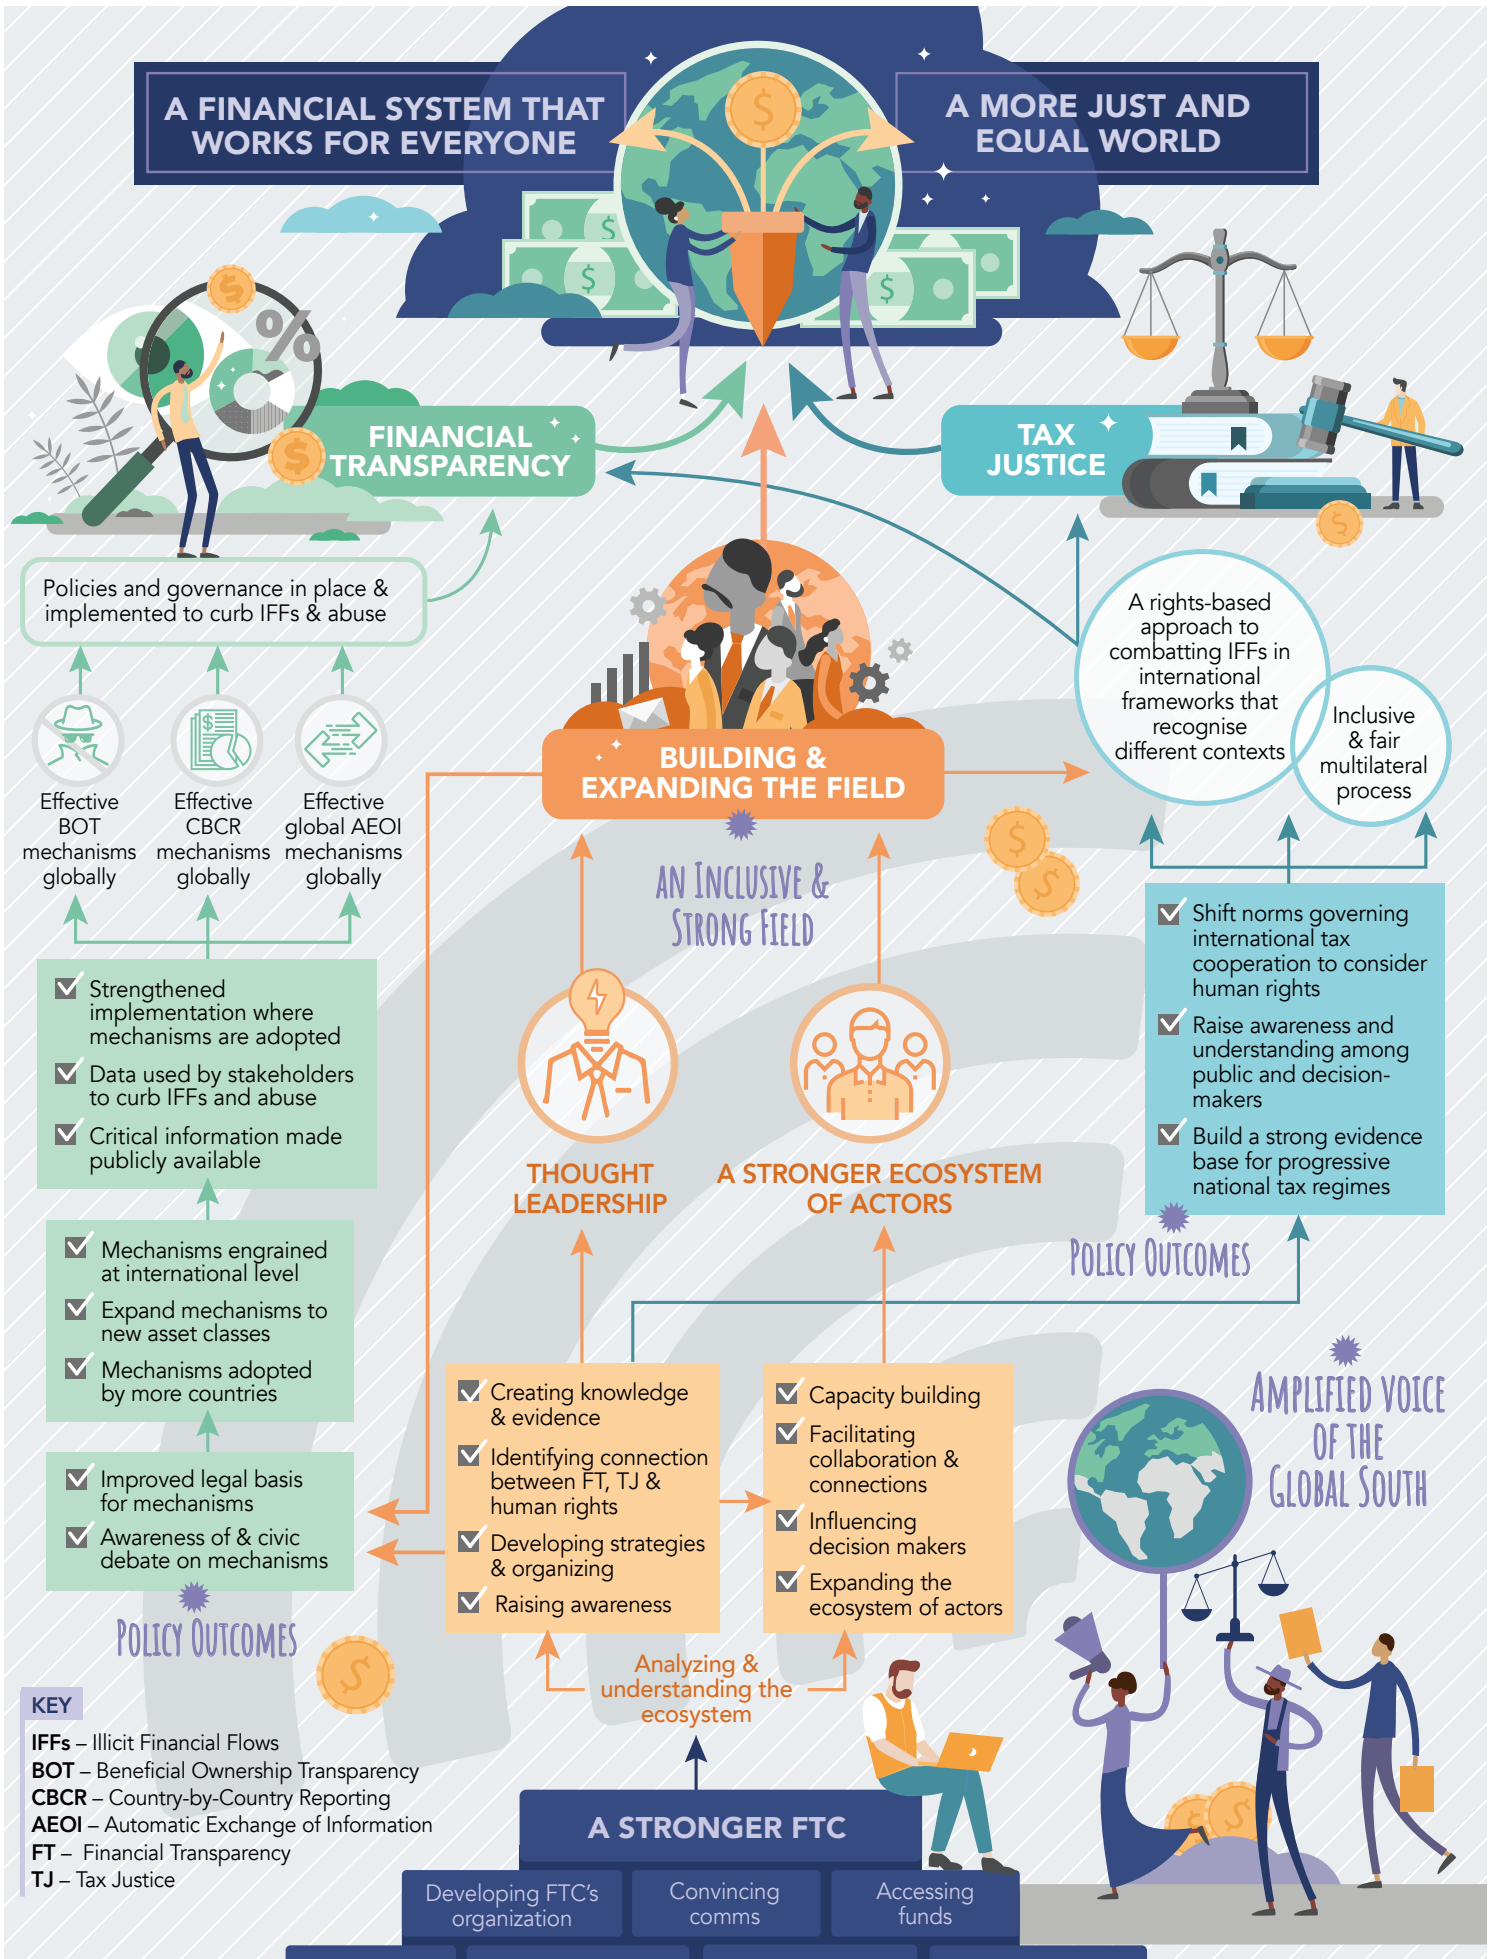 A FINANCIAL SYSTEM THAT
WORKS FOR EVERYONE
A MORE JUST AND
EQUAL WORLD
$
$
$
$
$
%
$
FINANCIAL
TRANSPARENCY
TAX
JUSTICE
$
Policies and governance in place &
implemented to curb IFFs & abuse
$
Effective
BOT
mechanisms
globally
Effective
CBCR
mechanisms
globally
Effective
global AEOI
mechanisms
globally
Strengthened
implementation where
mechanisms are adopted
Data used by stakeholders
to curb IFFs and abuse
Critical information made
publicly available
Mechanisms engrained
at international level
Expand mechanisms to
new asset classes
Mechanisms adopted
by more countries
Improved legal basis
for mechanisms
Awareness of & civic
debate on mechanisms
POLICY OUTCOMES
$
BUILDING &
EXPANDING THE FIELD
AN INCLUSIVE &
STRONG FIELD
$
$
THOUGHT
LEADERSHIP
A STRONGER ECOSYSTEM
OF ACTORS
Creating knowledge
& evidence
Identifying connection
between FT, TJ &
human rights
Developing strategies
& organizing
Raising awareness
Capacity building
Facilitating
collaboration &
connections
Influencing
decision makers
Expanding the
ecosystem of actors
Analyzing &
understanding the
ecosystem
A rights-based
approach to
combatting IFFs in
international
frameworks that
recognise
different contexts
Inclusive
& fair
multilateral
process
Shift norms governing
international tax
cooperation to consider
human rights
Raise awareness and
understanding among
public and decision-
makers
Build a strong evidence
base for progressive
national tax regimes
POLICY OUTCOMES
AMPLIFIED VOICE
OF THE
GLOBAL SOUTH
$
$
KEY
IFFs – Illicit Financial Flows
BOT – Beneficial Ownership Transparency
CBCR – Country-by-Country Reporting
AEOI – Automatic Exchange of Information
FT – Financial Transparency
TJ – Tax Justice
A STRONGER FTC
Developing FTC's
organization
Convincing
comms
Accessing
funds